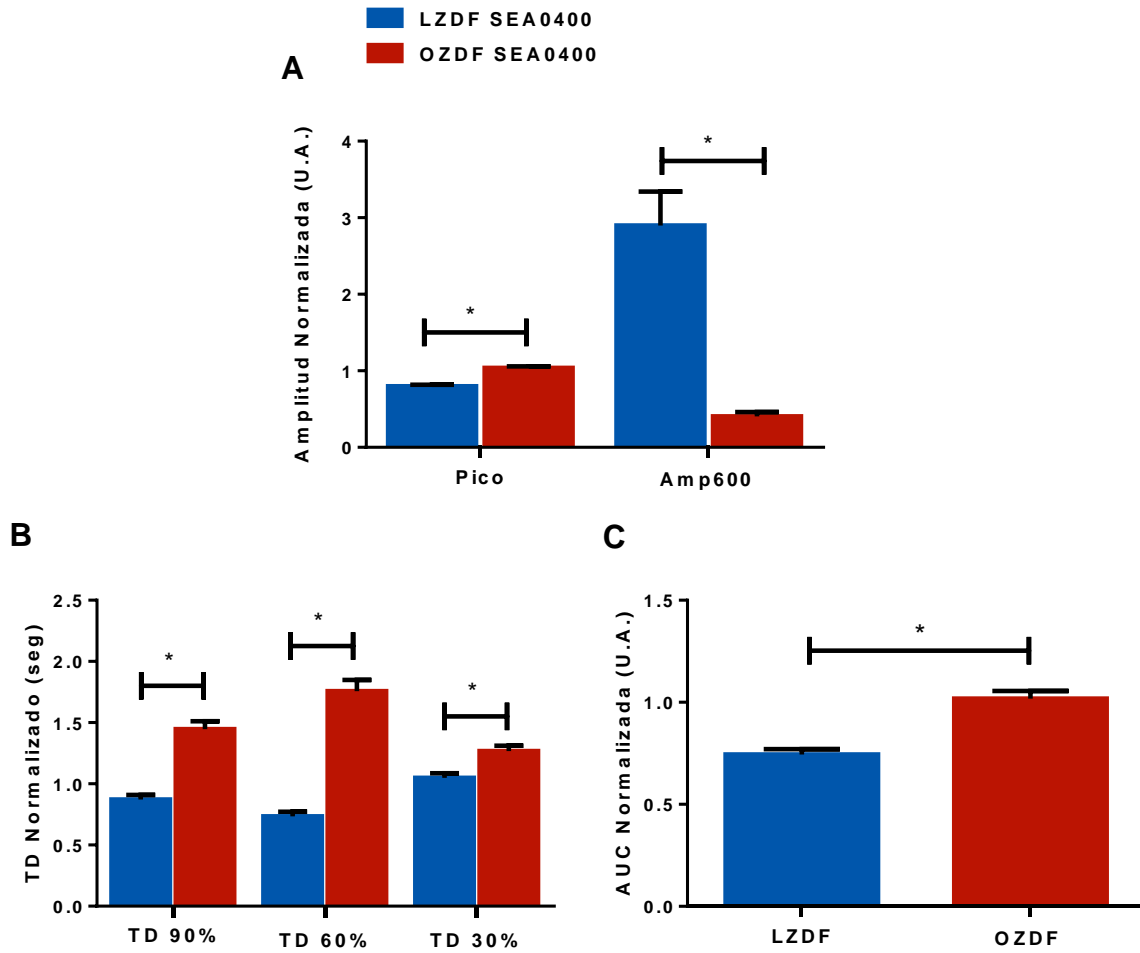 LZDF SEA0400
OZDF SEA0400
A
Amplitud Normalizada (U.A.)
4
3
2
1
0
*
*
Pico
Amp600
B
TD Normalizado (seg)
2.5
2.0
1.5
1.0
0.5
0.0
*
*
*
TD 90%
TD 60%
TD 30%
C
AUC Normalizada (U.A.)
1.5
1.0
0.5
0.0
*
LZDF
OZDF